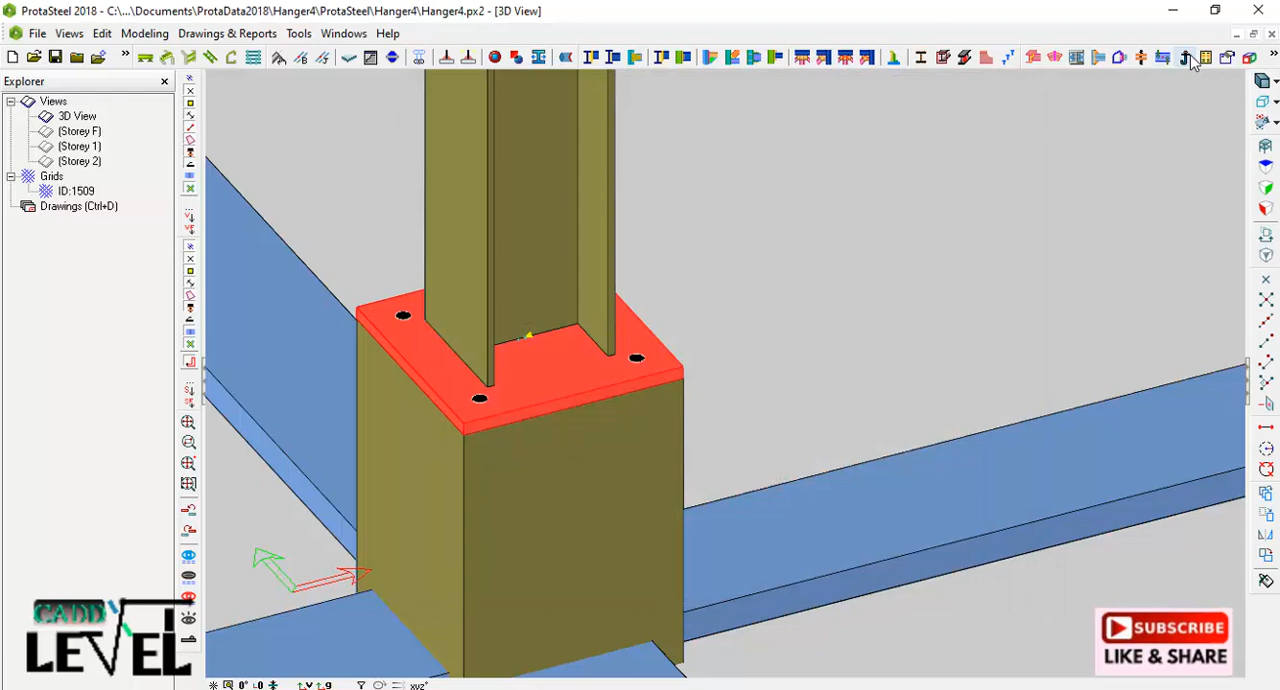 ProtaSteel 2018 - C:\...\Documents\ProtaData2018\Hanger4\ProtaSteel\Hanger4\Hanger4.px2 - [3D View]
File Views Edit Modeling Drawings & Reports Tools Windows Help
Explorer
Views
3D View
(Storey F)
(Storey 1)
(Storey 2)
Grids
ID:1509
Drawings (Ctrl+D)
CADD
LEVEL
SUBSCRIBE
LIKE & SHARE